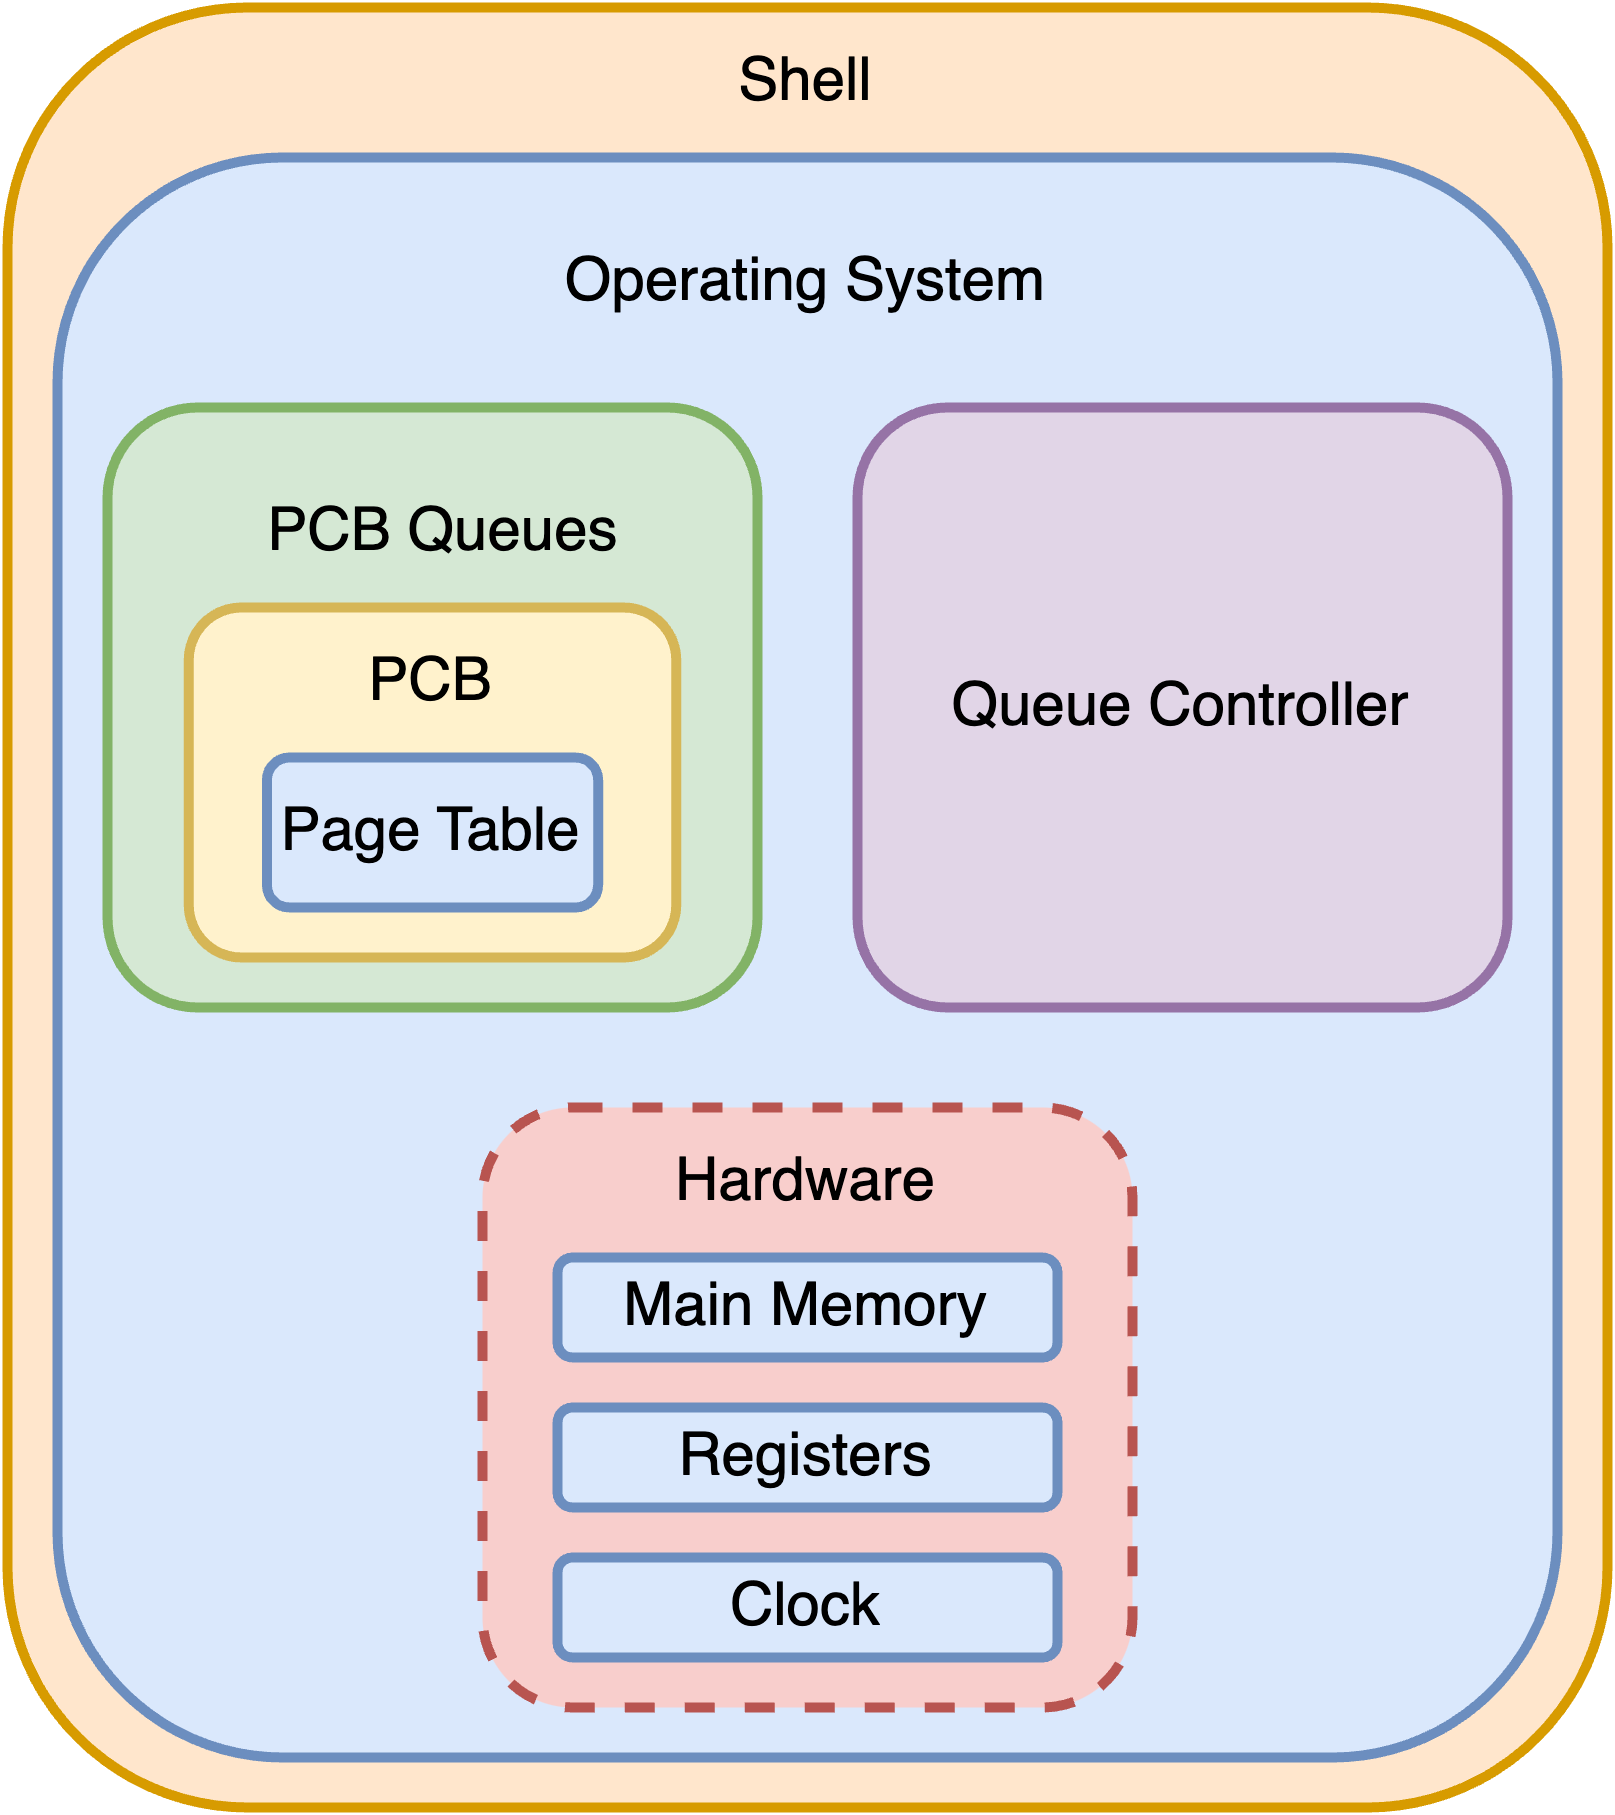 Shell
Operating System
PCB Queues
PCB
Page Table
Queue Controller
Hardware
Main Memory
Registers
Clock